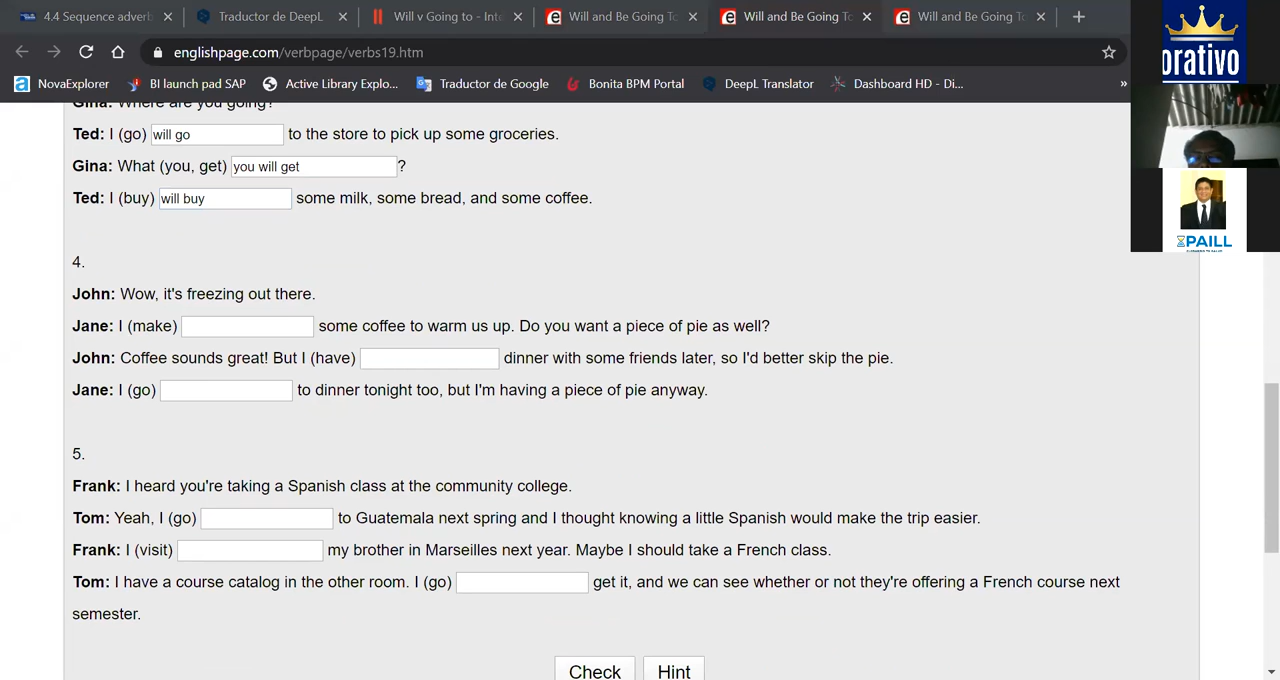 4.4 Sequence adverb
Traductor de DeepL
Will v Going to - Inte
Will and Be Going To
Will and Be Going To
Will and Be Going To
englishpage.com/verbpage/verbs19.htm
NovaExplorer
BI launch pad SAP
Active Library Explo...
Traductor de Google
Bonita BPM Portal
DeepL Translator
Dashboard HD - Di...
»
orativo
PAILL
Gina: Where are you going?
Ted: I (go) will go to the store to pick up some groceries.
Gina: What (you, get) you will get ?
Ted: I (buy) will buy some milk, some bread, and some coffee.
4.
John: Wow, it's freezing out there.
Jane: I (make) some coffee to warm us up. Do you want a piece of pie as well?
John: Coffee sounds great! But I (have) dinner with some friends later, so I'd better skip the pie.
Jane: I (go) to dinner tonight too, but I'm having a piece of pie anyway.
5.
Frank: I heard you're taking a Spanish class at the community college.
Tom: Yeah, I (go) to Guatemala next spring and I thought knowing a little Spanish would make the trip easier.
Frank: I (visit) my brother in Marseilles next year. Maybe I should take a French class.
Tom: I have a course catalog in the other room. I (go) get it, and we can see whether or not they're offering a French course next
semester.
Check Hint